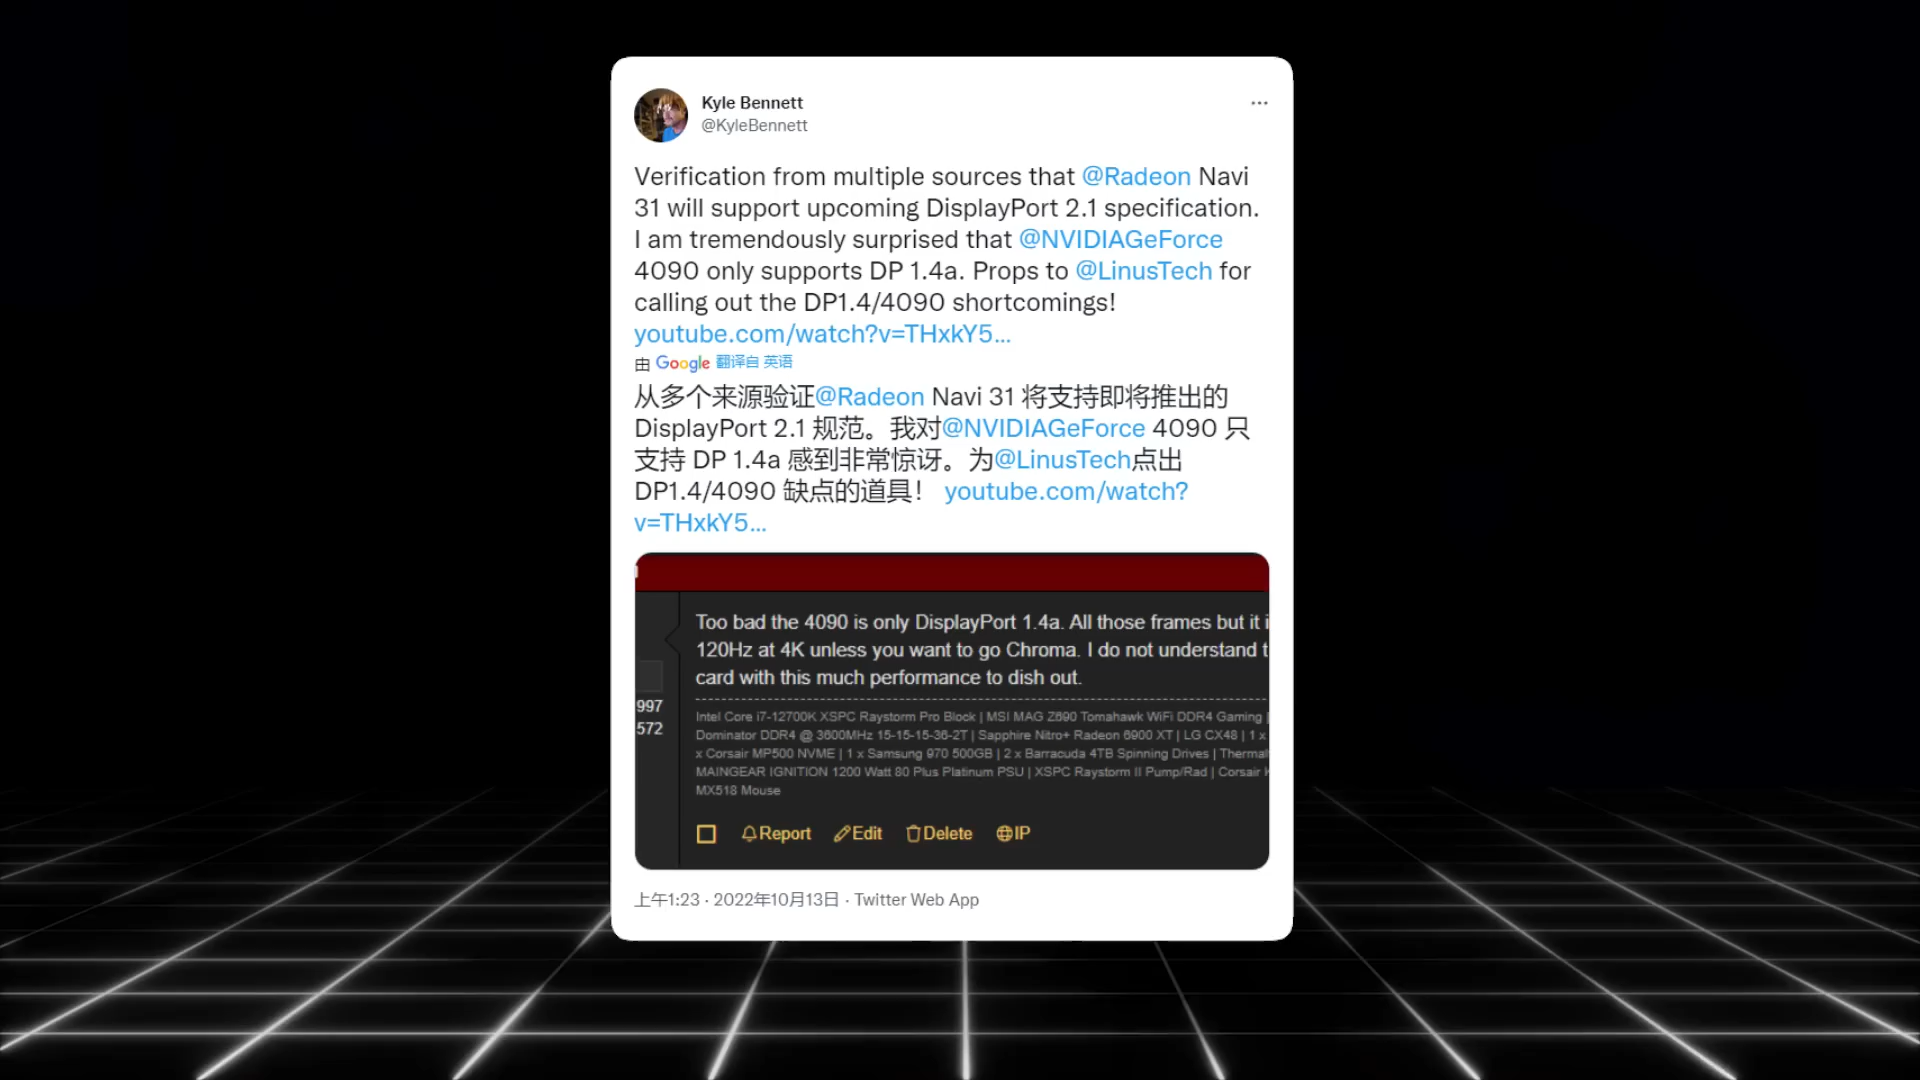 Kyle Bennett
@KyleBennett
Verification from multiple sources that @Radeon Navi
31 will support upcoming DisplayPort 2.1 specification.
I am tremendously surprised that @NVIDIAGeForce
4090 only supports DP 1.4a. Props to @LinusTech for
calling out the DP1.4/4090 shortcomings!
youtube.com/watch?v=THxkY5...
由 Google 翻译自 英语
从多个来源验证@Radeon Navi 31 将支持即将推出的
DisplayPort 2.1 规范。我对@NVIDIAGeForce 4090 只
支持 DP 1.4a 感到非常惊讶。为@LinusTech点出
DP1.4/4090 缺点的道具！ youtube.com/watch?
v=THxkY5...
Too bad the 4090 is only DisplayPort 1.4a. All those frames but it i
120Hz at 4K unless you want to go Chroma. I do not understand t
card with this much performance to dish out.
997
572
Intel Core i7-12700K XSPC Raystorm Pro Block | MSI MAG Z690 Tomahawk WiFi DDR4 Gaming |
Dominator DDR4 @ 3600MHz 15-15-15-36-2T | Sapphire Nitro+ Radeon 6900 XT | LG CX48 | 1 x
x Corsair MP500 NVME | 1 x Samsung 970 500GB | 2 x Barracuda 4TB Spinning Drives | Thermal
MAINGEAR IGNITION 1200 Watt 80 Plus Platinum PSU | XSPC Raystorm II Pump/Rad | Corsair
MX518 Mouse
Report Edit Delete IP
上午1:23 · 2022年10月13日 · Twitter Web App